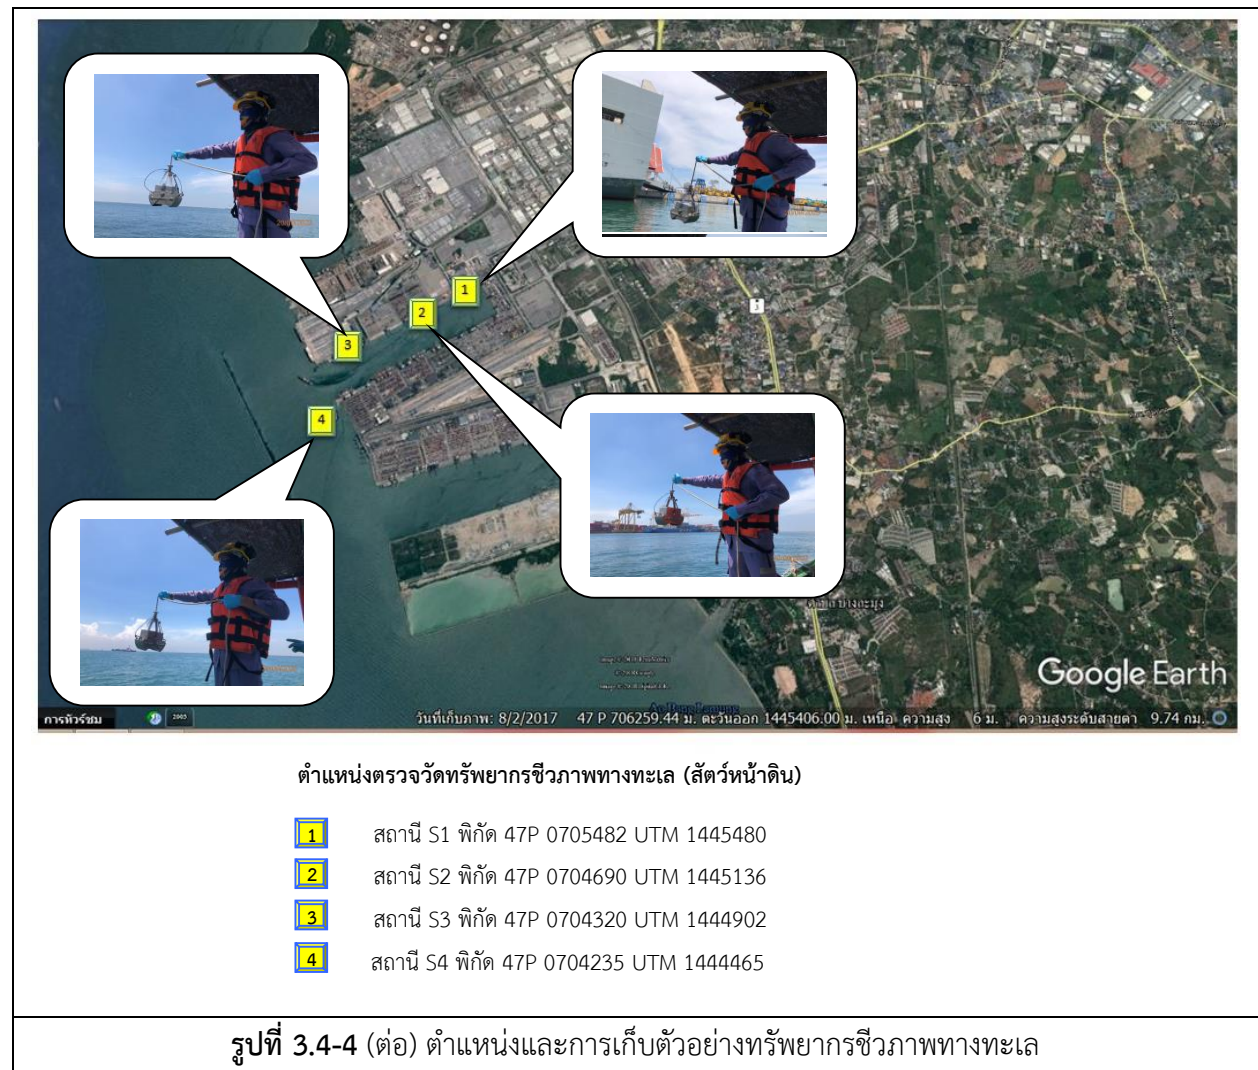 1
2
3
4
Google Earth
การทัวร์ชม
2005
วันที่เก็บภาพ: 8/2/2017 47 P 706259.44 ม. ตะวันออก 1445406.00 ม. เหนือ ความสูง 6 ม. ความสูงระดับสายตา 9.74 กม.
ตำแหน่งตรวจวัดทรัพยากรชีวภาพทางทะเล (สัตว์หน้าดิน)
1 สถานี S1 พิกัด 47P 0705482 UTM 1445480
2 สถานี S2 พิกัด 47P 0704690 UTM 1445136
3 สถานี S3 พิกัด 47P 0704320 UTM 1444902
4 สถานี S4 พิกัด 47P 0704235 UTM 1444465
รูปที่ 3.4-4 (ต่อ) ตำแหน่งและการเก็บตัวอย่างทรัพยากรชีวภาพทางทะเล